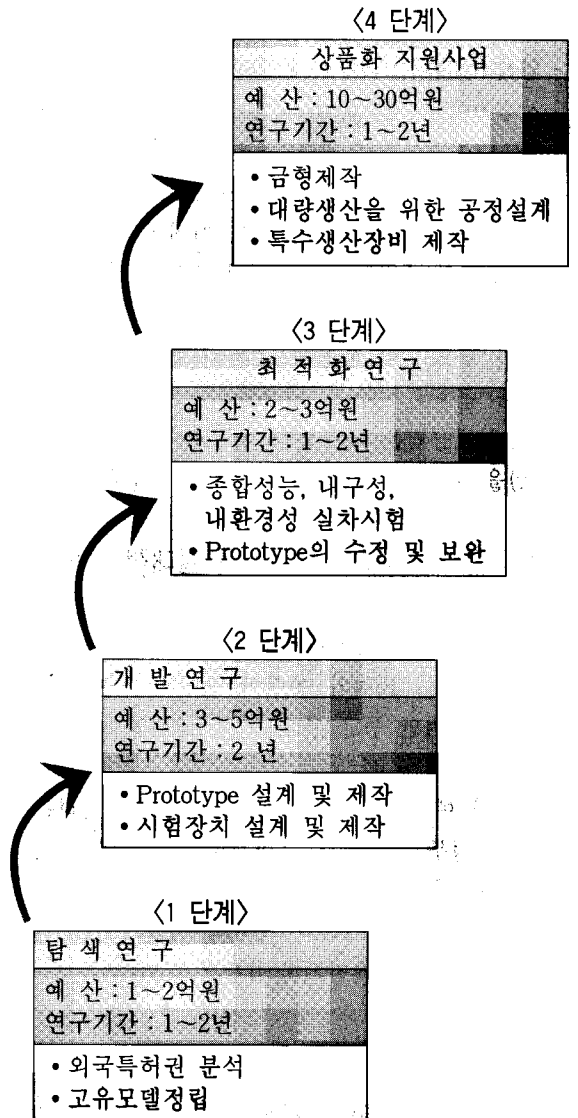 〈4 단계〉
상품화 지원사업
예 산 : 10~30억원
연구기간 : 1~2년
• 금형제작
• 대량생산을 위한 공정설계
• 특수생산장비 제작
〈3 단계〉
최 적 화 연 구
예 산 : 2~3억원
연구기간 : 1~2년
• 종합성능, 내구성,
내환경성 실차시험
• Prototype의 수정 및 보완
〈2 단계〉
개 발 연 구
예 산 : 3~5억원
연구기간 : 2 년
• Prototype 설계 및 제작
• 시험장치 설계 및 제작
〈1 단계〉
탐 색 연 구
예 산 : 1~2억원
연구기간 : 1~2년
• 외국특허권 분석
• 고유모델정립